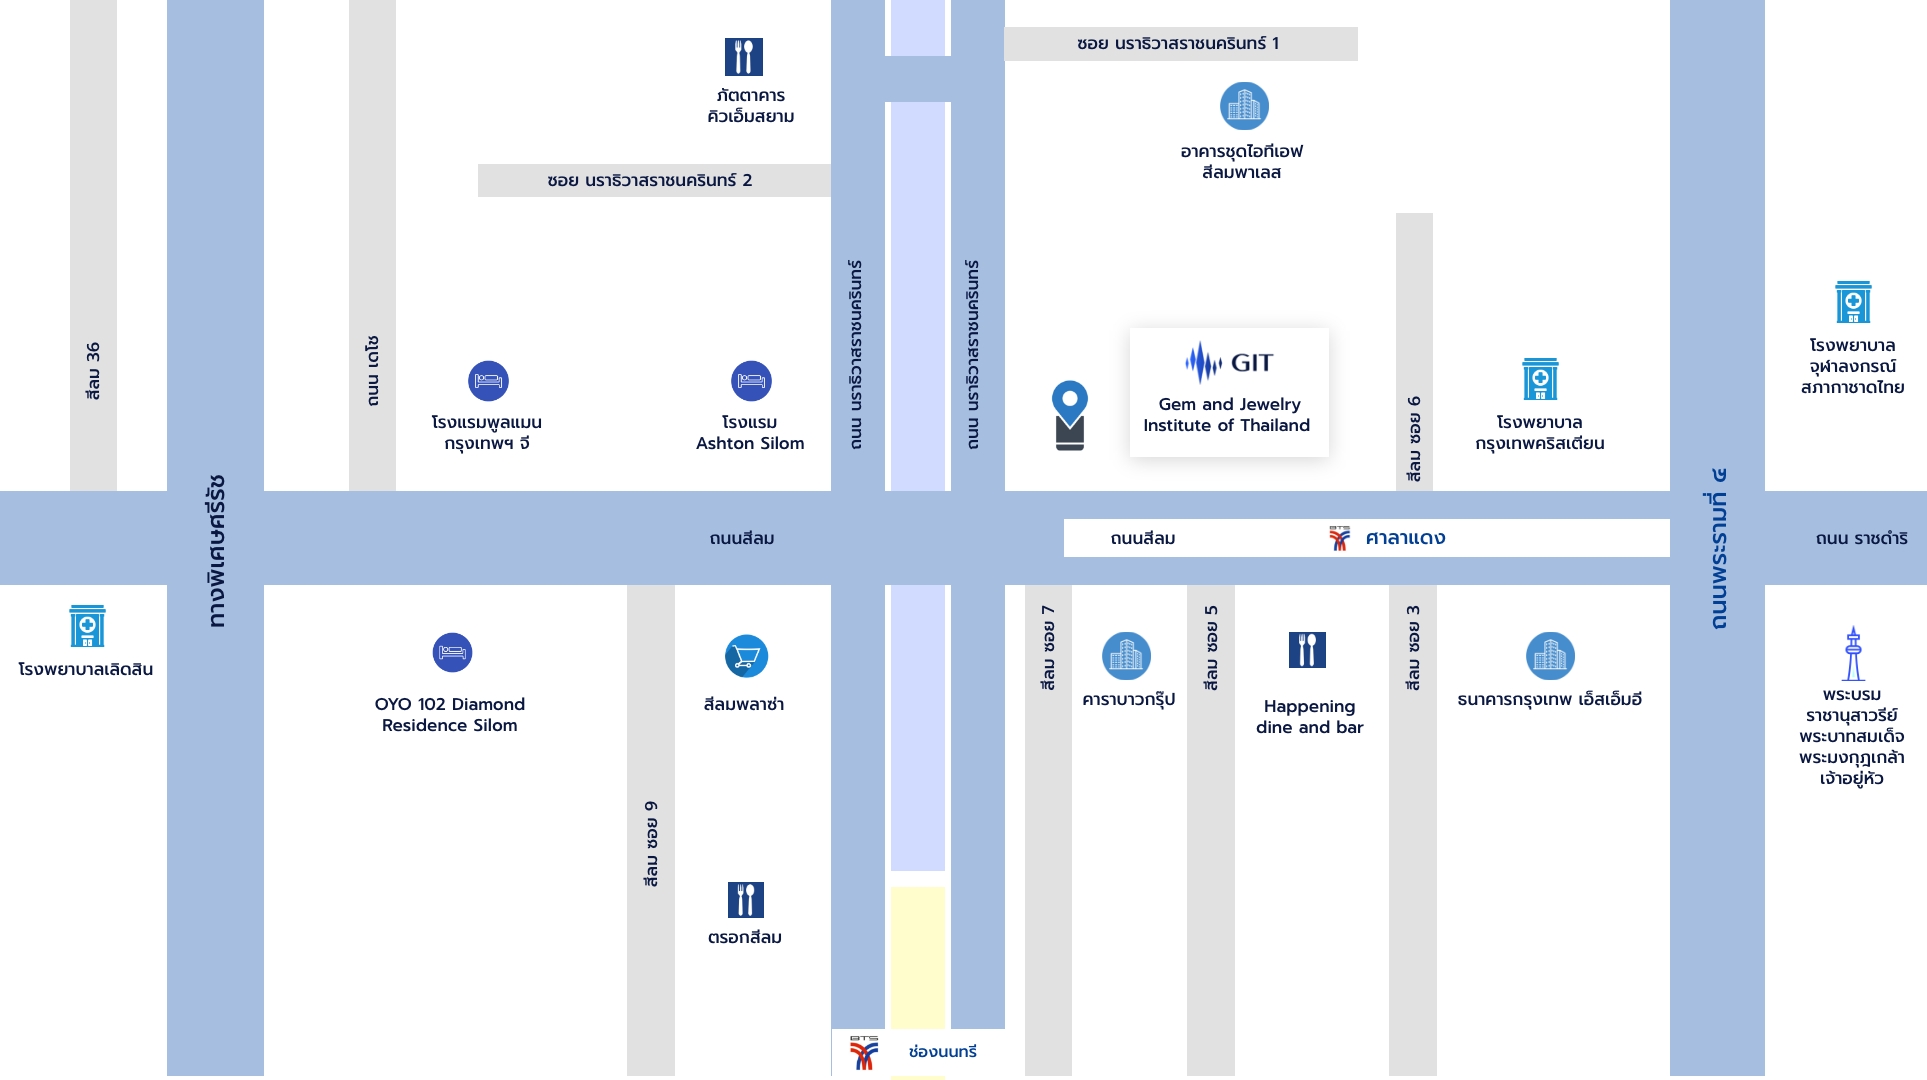 ซอย นราธิวาสราชนครินทร์ 1
ภัตตาคาร
คิวเอ็มสยาม
อาคารชุดไอทีเอฟ
สีลมพาเลส
ซอย นราธิวาสราชนครินทร์ 2
สีลม 36
ถนน เดโช
ถนน นราธิวาสราชนครินทร์
ถนน นราธิวาสราชนครินทร์
GIT
Gem and Jewelry
Institute of Thailand
สีลม ซอย 6
โรงแรมพูลแมน
กรุงเทพฯ จี
โรงแรม
Ashton Silom
โรงพยาบาล
กรุงเทพคริสเตียน
โรงพยาบาล
จุฬาลงกรณ์
สภากาชาดไทย
ทางพิเศษศรีรัช
ถนนสีลม
ถนนสีลม
BTS
ศาลาแดง
ถนนพระรามที่ ๔
ถนน ราชดำริ
โรงพยาบาลเลิดสิน
OYO 102 Diamond
Residence Silom
สีลมพลาซ่า
สีลม ซอย 7
คาราบาวกรุ๊ป
สีลม ซอย 5
Happening
dine and bar
สีลม ซอย 3
ธนาคารกรุงเทพ เอ็สเอ็มอี
พระบรม
ราชานุสาวรีย์
พระบาทสมเด็จ
พระมงกุฎเกล้า
เจ้าอยู่หัว
สีลม ซอย 9
ตรอกสีลม
BTS
ช่องนนทรี